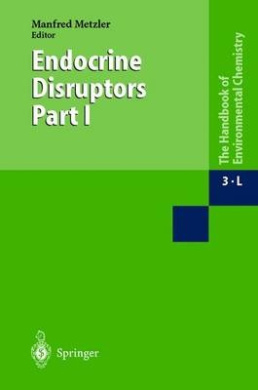 Manfred Metzler
Editor
Endocrine
Disruptors
Part I
The Handbook of
Environmental Chemistry
3 · L
Springer